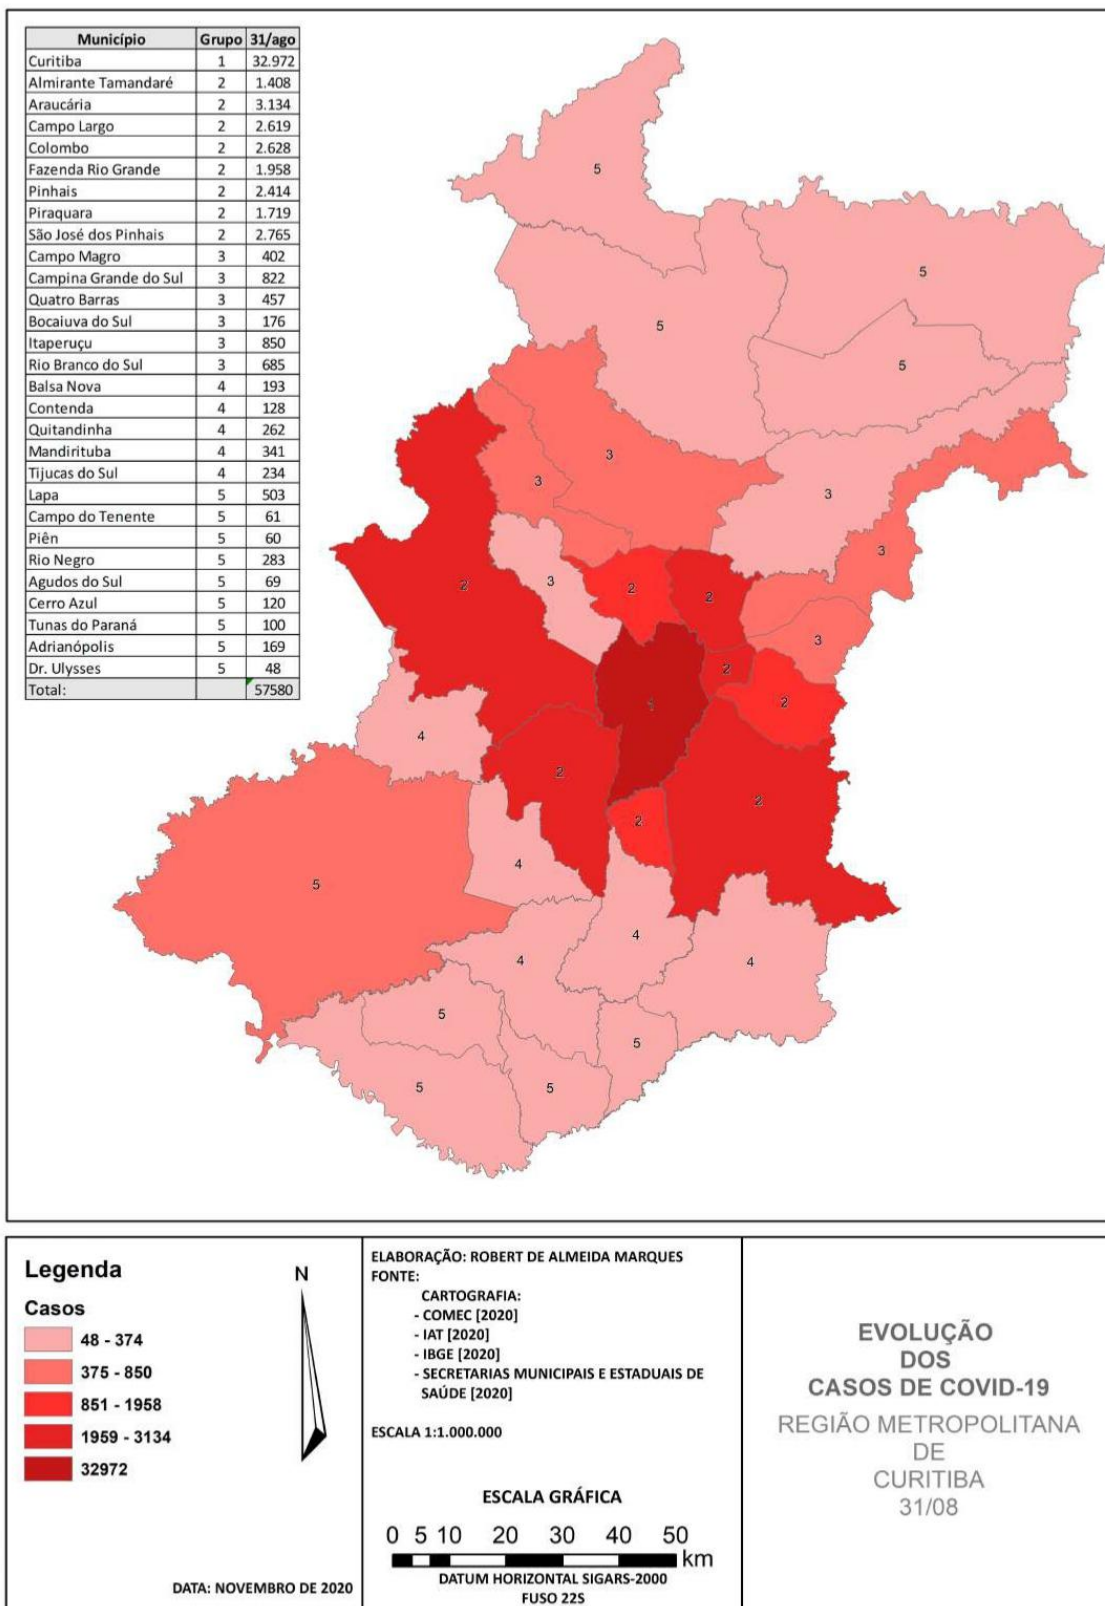 Município Grupo 31/ago
Curitiba 1 32.972
Almirante Tamandaré 2 1.408
Araucária 2 3.134
Campo Largo 2 2.619
Colombo 2 2.628
Fazenda Rio Grande 2 1.958
Pinhais 2 2.414
Piraquara 2 1.719
São José dos Pinhais 2 2.765
Campo Magro 3 402
Campina Grande do Sul 3 822
Quatro Barras 3 457
Bocaiuva do Sul 3 176
Itaperuçu 3 850
Rio Branco do Sul 3 685
Balsa Nova 4 193
Contenda 4 128
Quitandinha 4 262
Mandirituba 4 341
Tijucas do Sul 4 234
Lapa 5 503
Campo do Tenente 5 61
Piên 5 60
Rio Negro 5 283
Agudos do Sul 5 69
Cerro Azul 5 120
Tunas do Paraná 5 100
Adrianópolis 5 169
Dr. Ulysses 5 48
Total: 57580
5
5
5
5
3
3
3
3
3
2
2
2
3
2
2
1
4
2
2
2
4
5
4
4
4
5
5
5
5
Legenda
Casos
48 - 374
375 - 850
851 - 1958
1959 - 3134
32972
N
DATA: NOVEMBRO DE 2020
ELABORAÇÃO: ROBERT DE ALMEIDA MARQUES
FONTE:
CARTOGRAFIA:
- COMEC [2020]
- IAT [2020]
- IBGE [2020]
- SECRETARIAS MUNICIPAIS E ESTADUAIS DE
SAÚDE [2020]
ESCALA 1:1.000.000
ESCALA GRÁFICA
0 5 10 20 30 40 50
km
DATUM HORIZONTAL SIGARS-2000
FUSO 22S
EVOLUÇÃO
DOS
CASOS DE COVID-19
REGIÃO METROPOLITANA
DE
CURITIBA
31/08